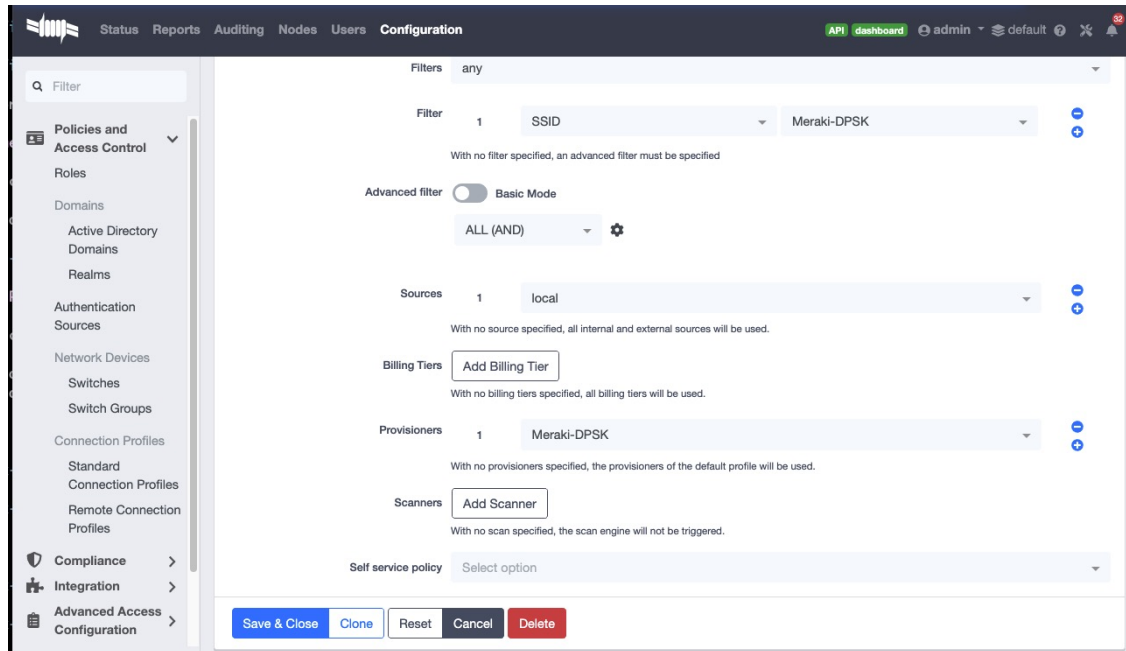 Status Reports Auditing Nodes Users Configuration API dashboard admin default 32
Filter
Policies and
Access Control
Roles
Domains
Active Directory
Domains
Realms
Authentication
Sources
Network Devices
Switches
Switch Groups
Connection Profiles
Standard
Connection Profiles
Remote Connection
Profiles
Compliance
Integration
Advanced Access
Configuration
Filters any
Filter 1 SSID Meraki-DPSK
With no filter specified, an advanced filter must be specified
Advanced filter Basic Mode
ALL (AND)
Sources 1 local
With no source specified, all internal and external sources will be used.
Billing Tiers Add Billing Tier
With no billing tiers specified, all billing tiers will be used.
Provisioners 1 Meraki-DPSK
With no provisioners specified, the provisioners of the default profile will be used.
Scanners Add Scanner
With no scan specified, the scan engine will not be triggered.
Self service policy Select option
Save & Close Clone Reset Cancel Delete